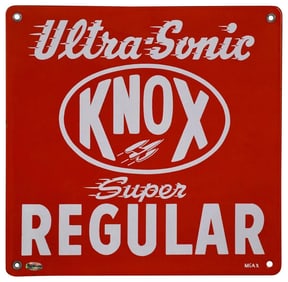 Ultra-Sonic
KNOX
Super
REGULAR